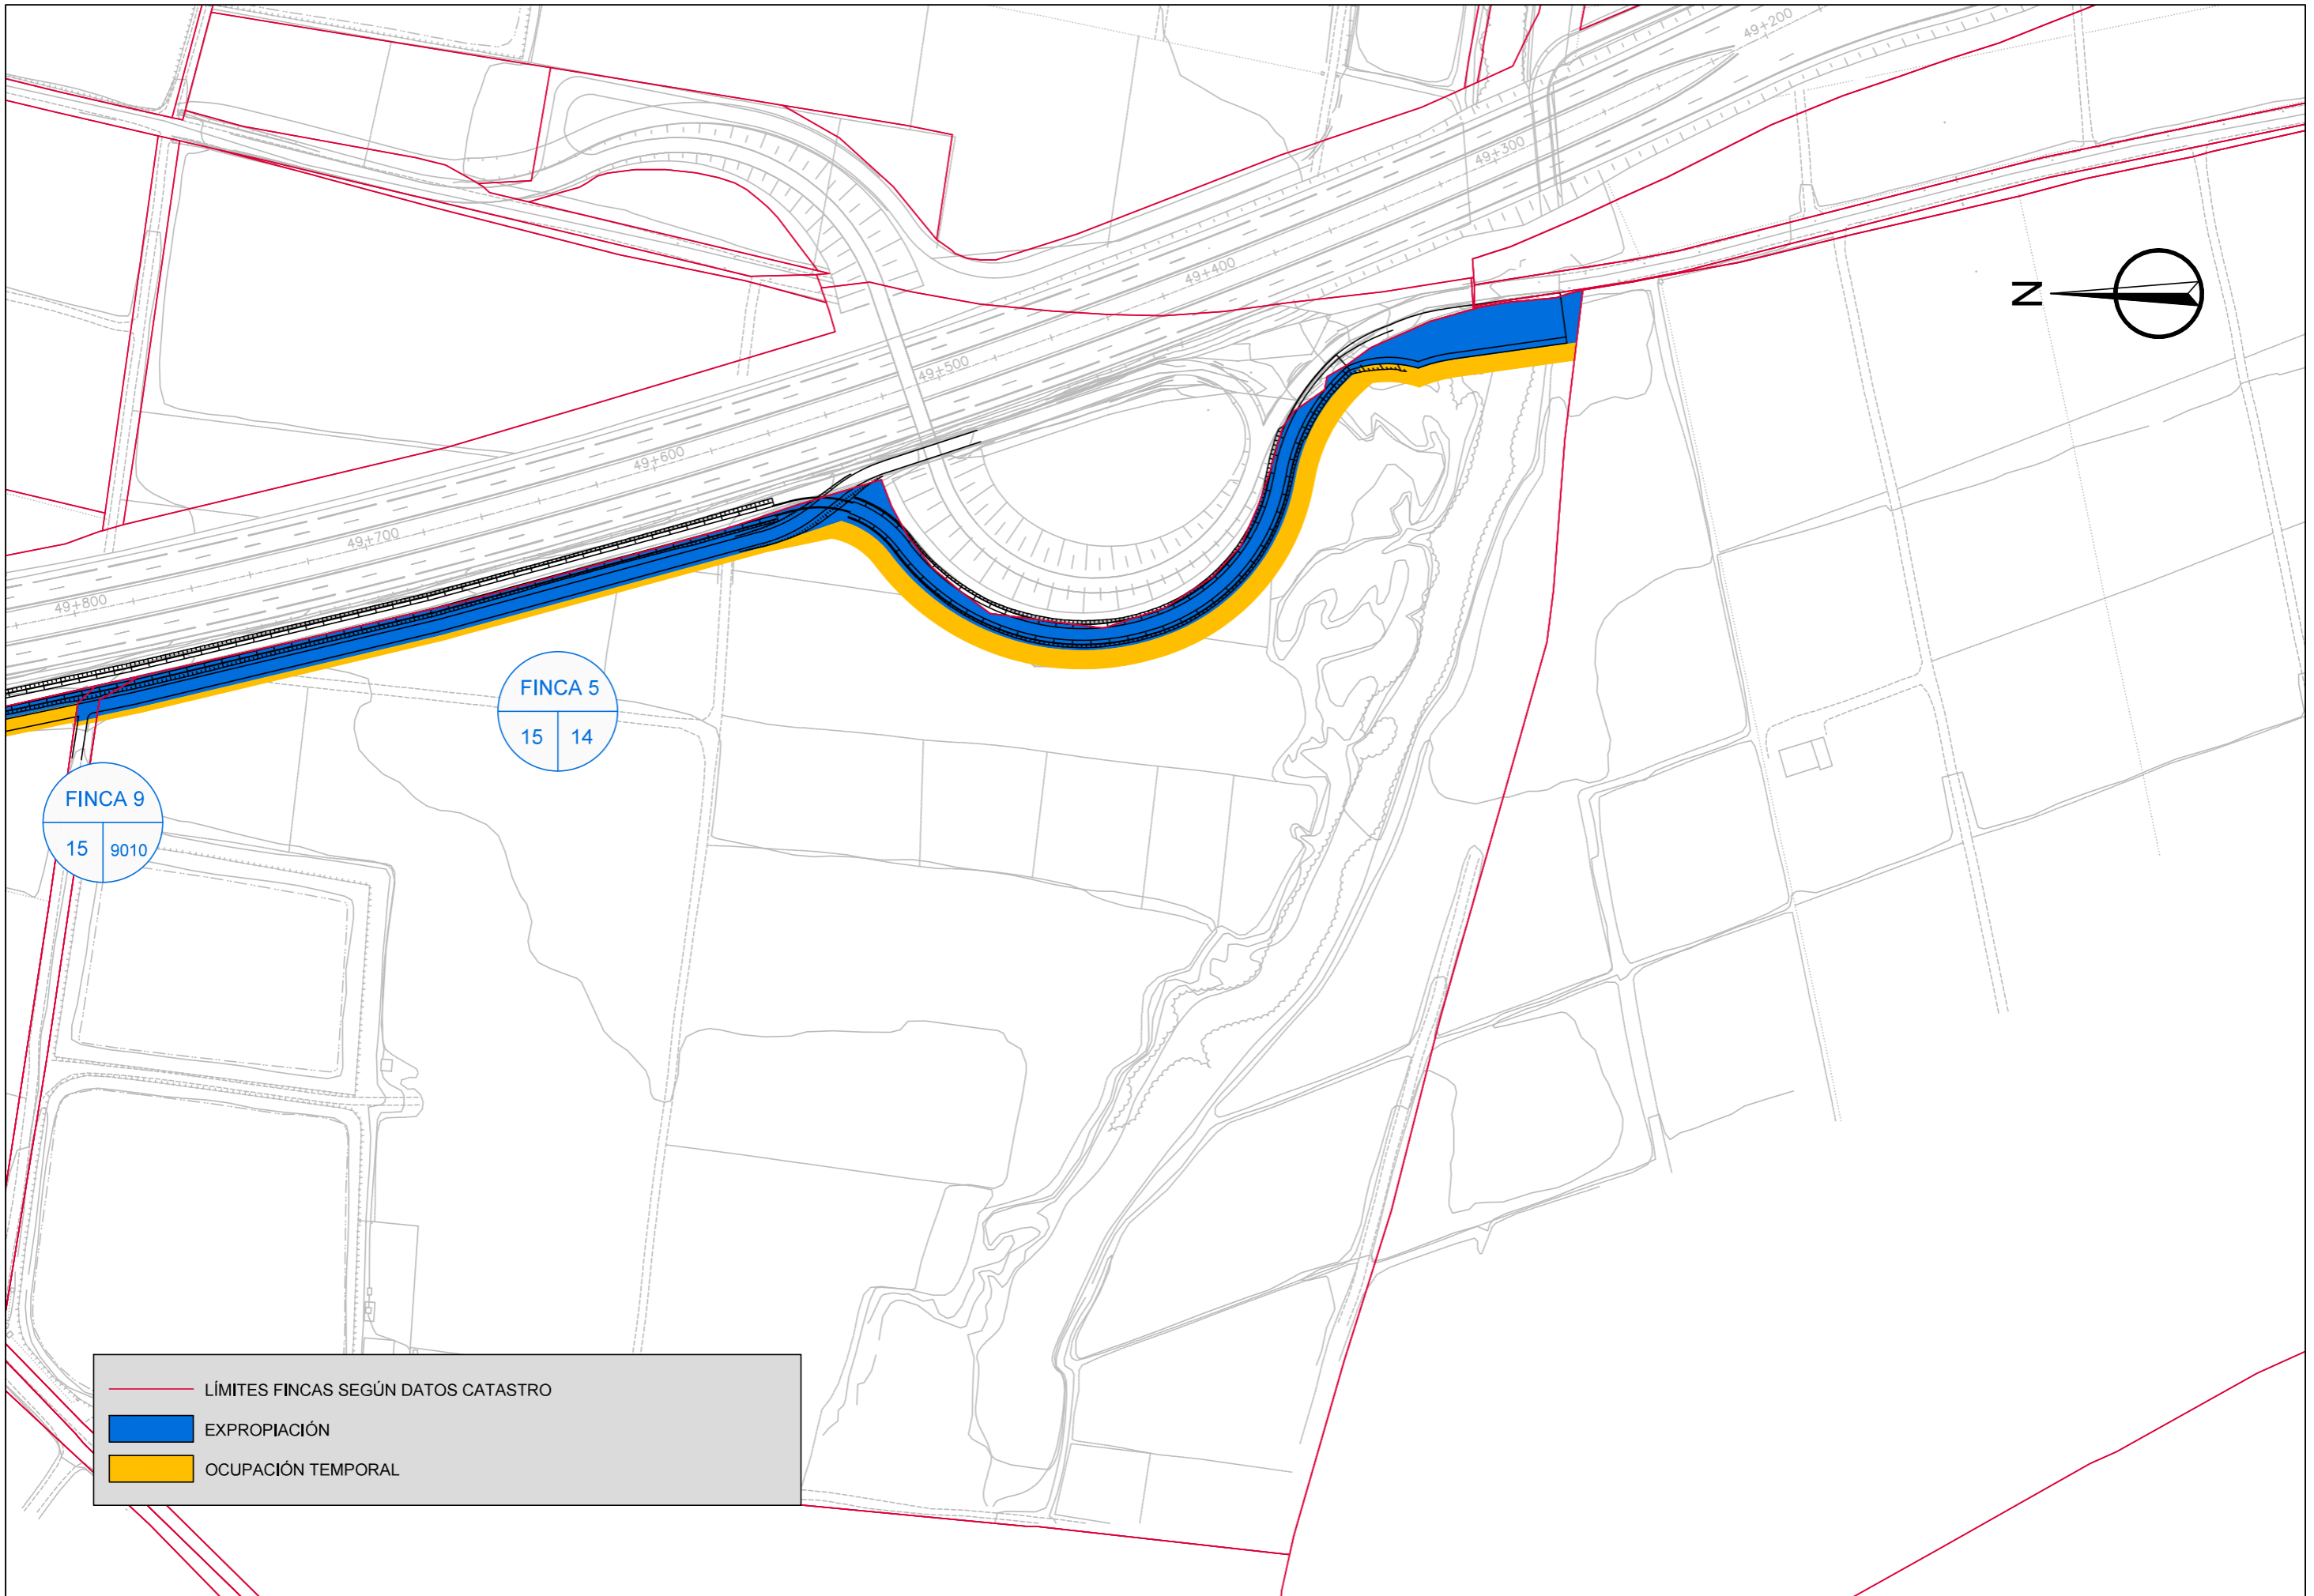 49+200
49+300
49+400
N
49+500
49+600
49+700
49+800
FINCA 5
15 14
FINCA 9
15 9010
LÍMITES FINCAS SEGÚN DATOS CATASTRO
EXPROPIACIÓN
OCUPACIÓN TEMPORAL